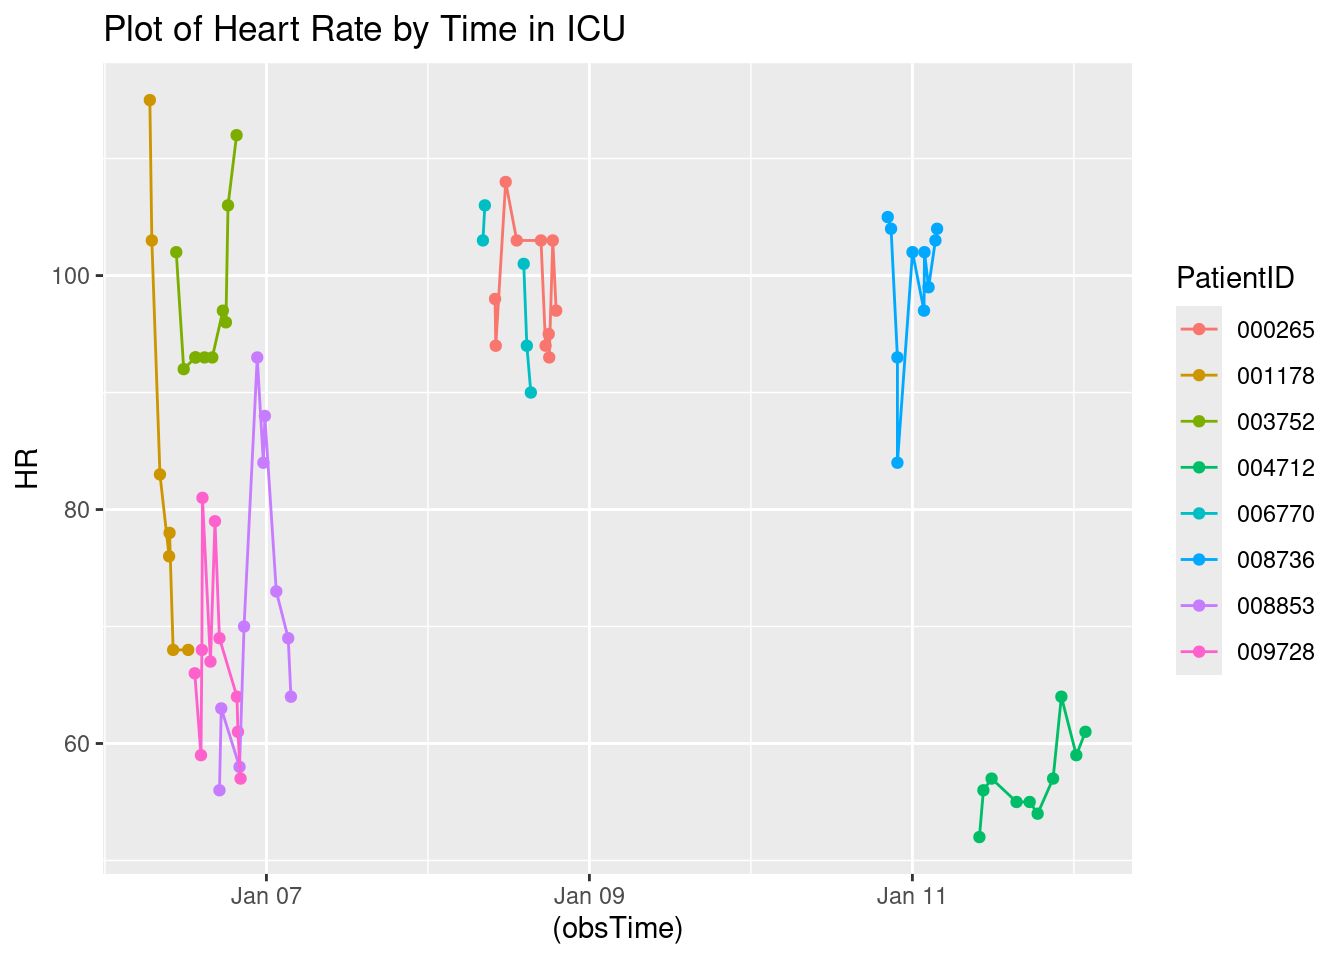 Plot of Heart Rate by Time in ICU
HR
100
80
60
Jan 07
Jan 09
Jan 11
(obsTime)
PatientID
000265
001178
003752
004712
006770
008736
008853
009728